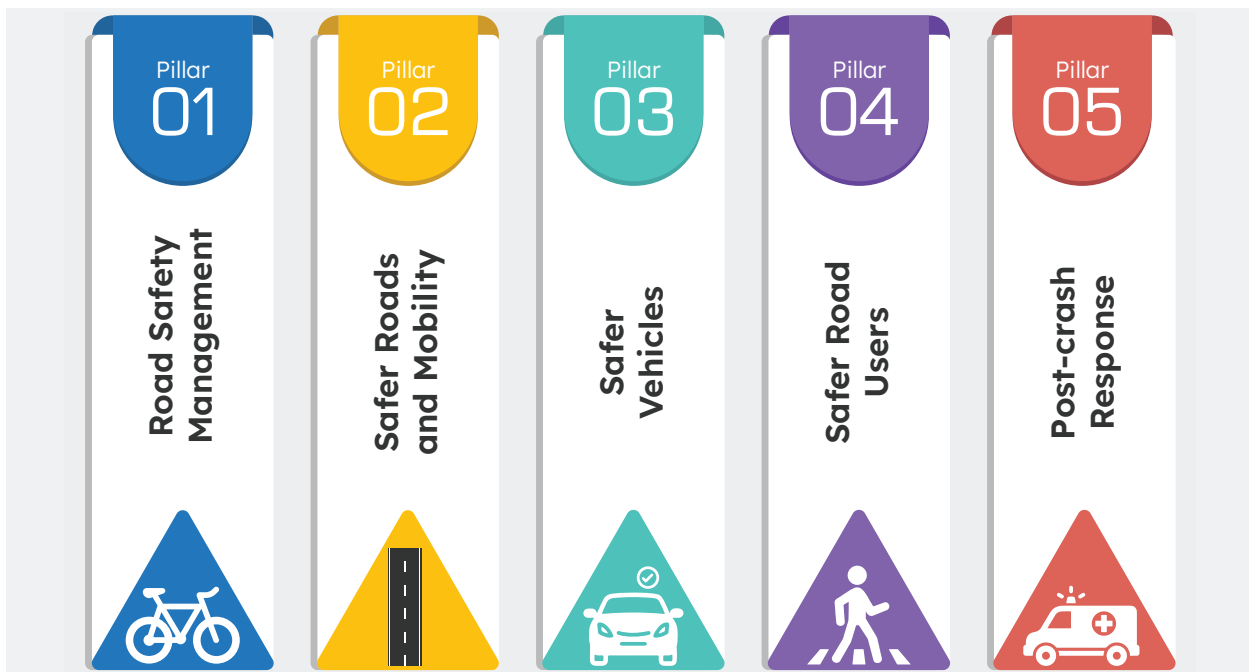 Pillar
01
Road Safety
Management
Pillar
02
Safer Roads
and Mobility
Pillar
03
Safer
Vehicles
Pillar
04
Safer Road
Users
Pillar
05
Post-crash
Response